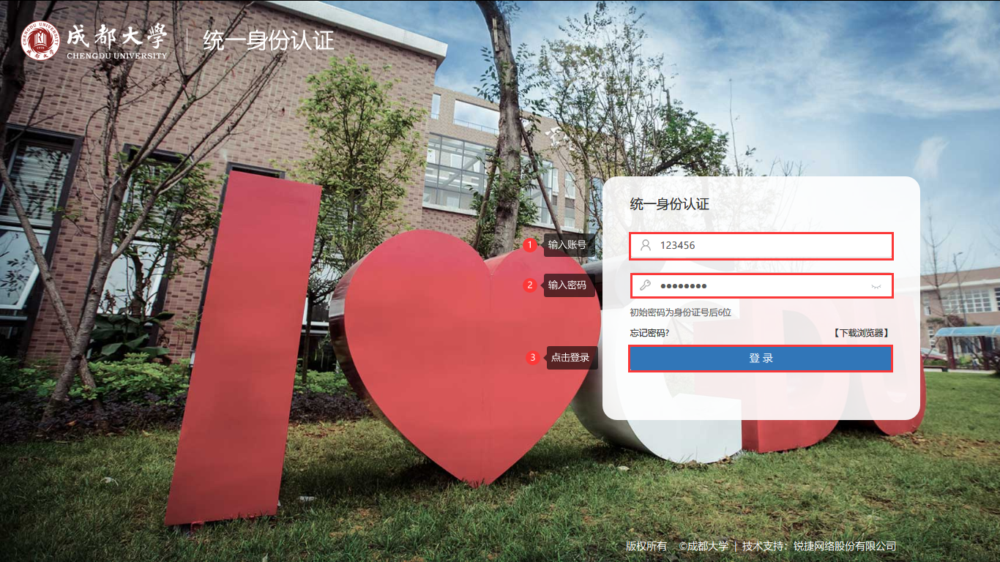 成都大学
CHENGDU UNIVERSITY
统一身份认证
统一身份认证
1 输入账号
123456
2 输入密码
●●●●●●●●
初始密码为身份证号后6位
忘记密码?
【下载浏览器】
3 点击登录
登 录
I
CDU
版权所有 ©成都大学 | 技术支持：锐捷网络股份有限公司